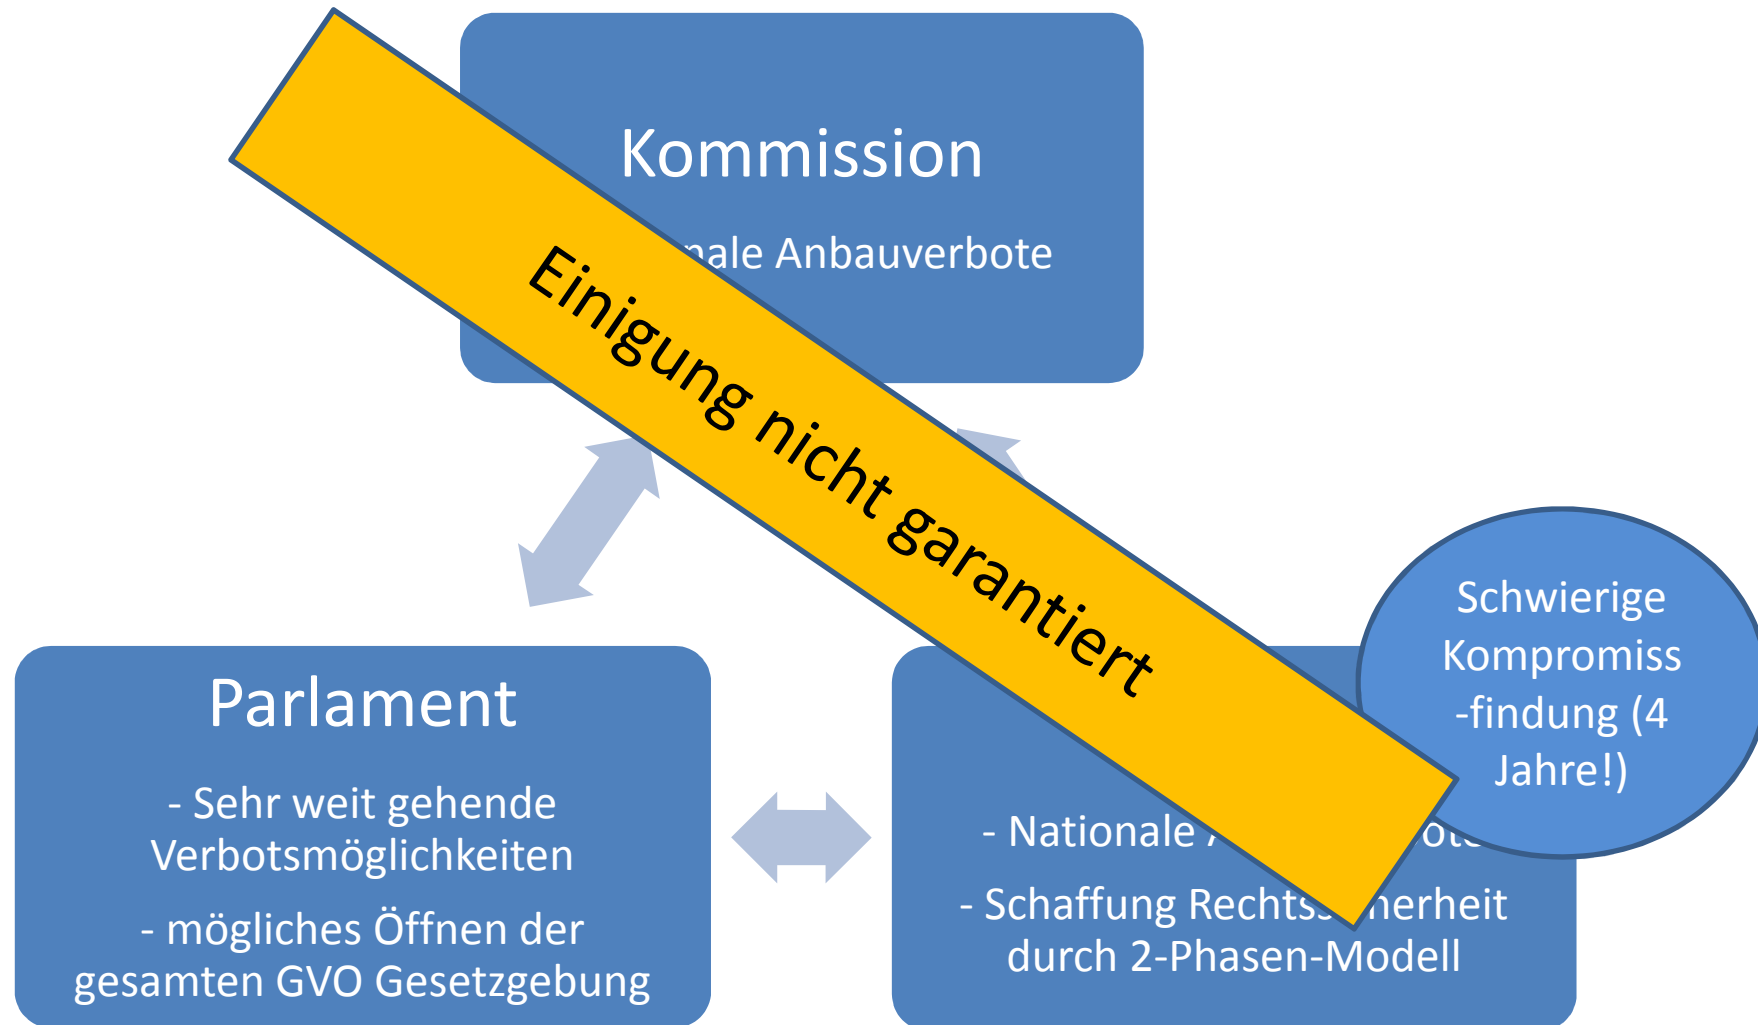 Kommission
nale Anbauverbote
Einigung nicht garantiert
Schwierige
Kompromiss
-findung (4
Jahre!)
Parlament
- Sehr weit gehende
Verbotsmöglichkeiten
- mögliches Öffnen der
gesamten GVO Gesetzgebung
- Nationale
- Schaffung Rechtssicherheit
durch 2-Phasen-Modell